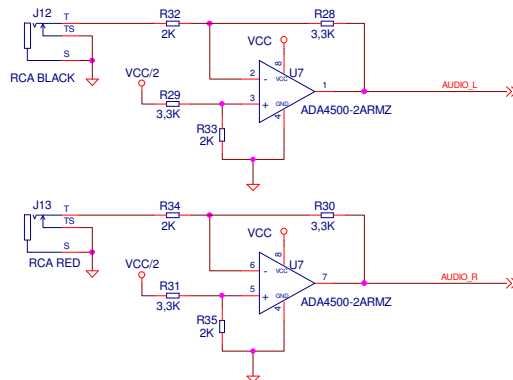 J12
T
TS
S
RCA BLACK
R32
2K
R28
3,3K
VCC
VCC/2
R29
3,3K
R33
2K
2
-
3
+
8
VCC
GND
4
U7
1
ADA4500-2ARMZ
AUDIO_L
J13
T
TS
S
RCA RED
R34
2K
R30
3,3K
VCC
VCC/2
R31
3,3K
R35
2K
6
-
5
+
8
VCC
GND
4
U7
7
ADA4500-2ARMZ
AUDIO_R